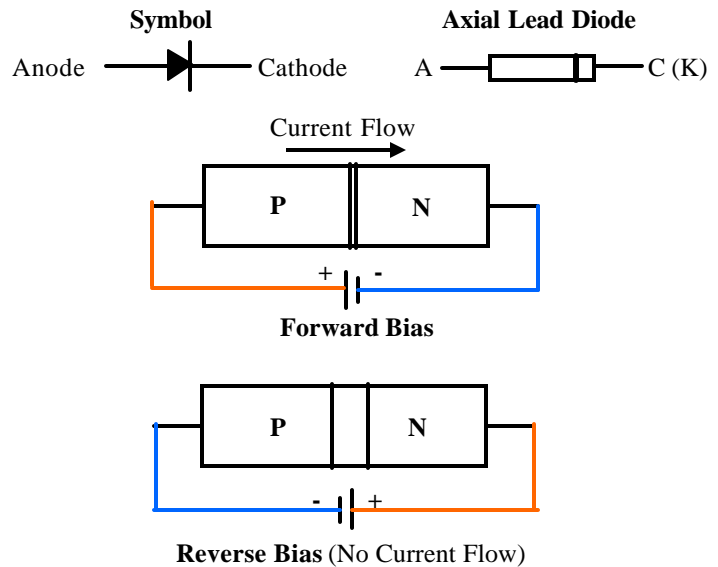 Symbol
Axial Lead Diode
Anode
Cathode
A
C (K)
Current Flow
P
N
+ -
Forward Bias
P
N
- +
Reverse Bias (No Current Flow)